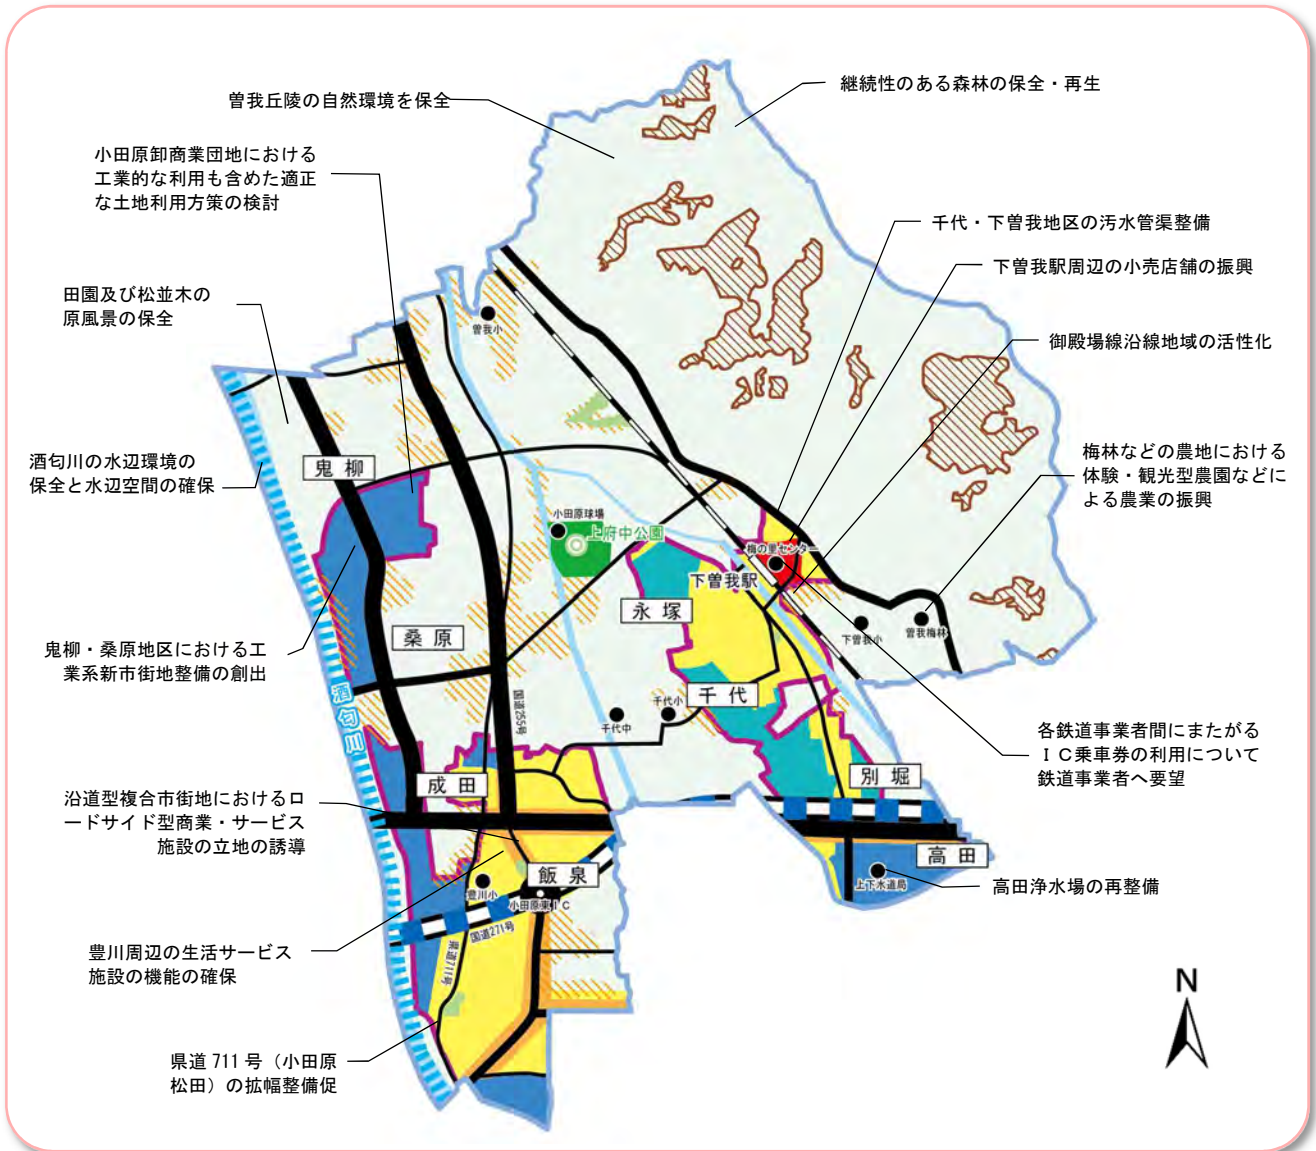 継続性のある森林の保全・再生
曽我丘陵の自然環境を保全
小田原卸商業団地における
工業的な利用も含めた適正
な土地利用方策の検討
千代・下曽我地区の汚水管渠整備
下曽我駅周辺の小売店舗の振興
田園及び松並木の
原風景の保全
曽我小
御殿場線沿線地域の活性化
酒匂川の水辺環境の
保全と水辺空間の確保
鬼柳
梅林などの農地における
体験・観光型農園などに
よる農業の振興
小田原球場
上府中公園
梅の里センター
下曽我駅
永塚
桑原
下曽我小
曽我梅林
鬼柳・桑原地区における工
業系新市街地整備の創出
酒匂川
国道255号
千代
千代小
千代中
各鉄道事業者間にまたがる
IC乗車券の利用について
鉄道事業者へ要望
成田
別堀
沿道型複合市街地におけるロ
ードサイド型商業・サービス
施設の立地の誘導
高田
飯泉
豊川小
上下水道局
高田浄水場の再整備
小田原東IC
国道271号
豊川周辺の生活サービス
施設の機能の確保
県道711号
N
県道 711 号（小田原
松田）の拡幅整備促